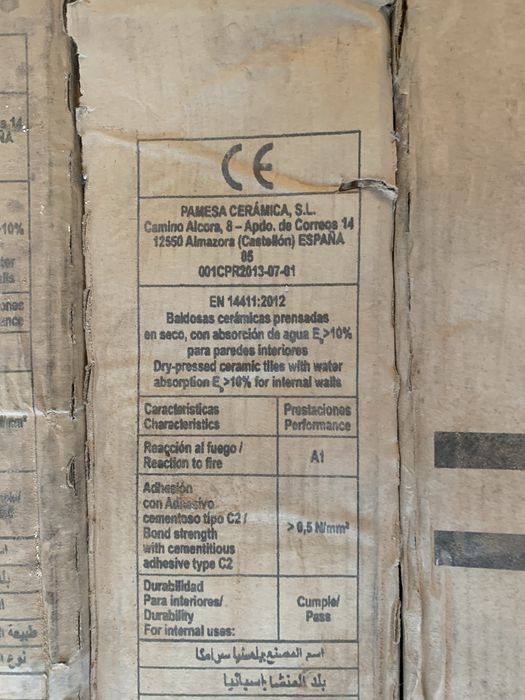 CE
PAMESA CERÁMICA, S.L.
Camino Alcora, 8 – Apdo. de Correos 14
12550 Almazora (Castellón) ESPAÑA
05
001CPR2013-07-01
EN 14411:2012
Baldosas cerámicas prensadas
en seco, con absorción de agua Eb>10%
para paredes interiores
Dry-pressed ceramic tiles with water
absorption Eb>10% for internal walls
Características Prestaciones
Characteristics Performance
Reacción al fuego /
Reaction to fire
A1
Adhesión
con Adhesivo
cementoso tipo C2 /
Bond strength
with cementitious
adhesive type C2
> 0,5 N/mm²
Durabilidad
Para interiores/
Durability
For internal uses:
Cumple/
Pass
اسم المصنع بامسا سيراميكا
بلد المنشأ إسبانيا